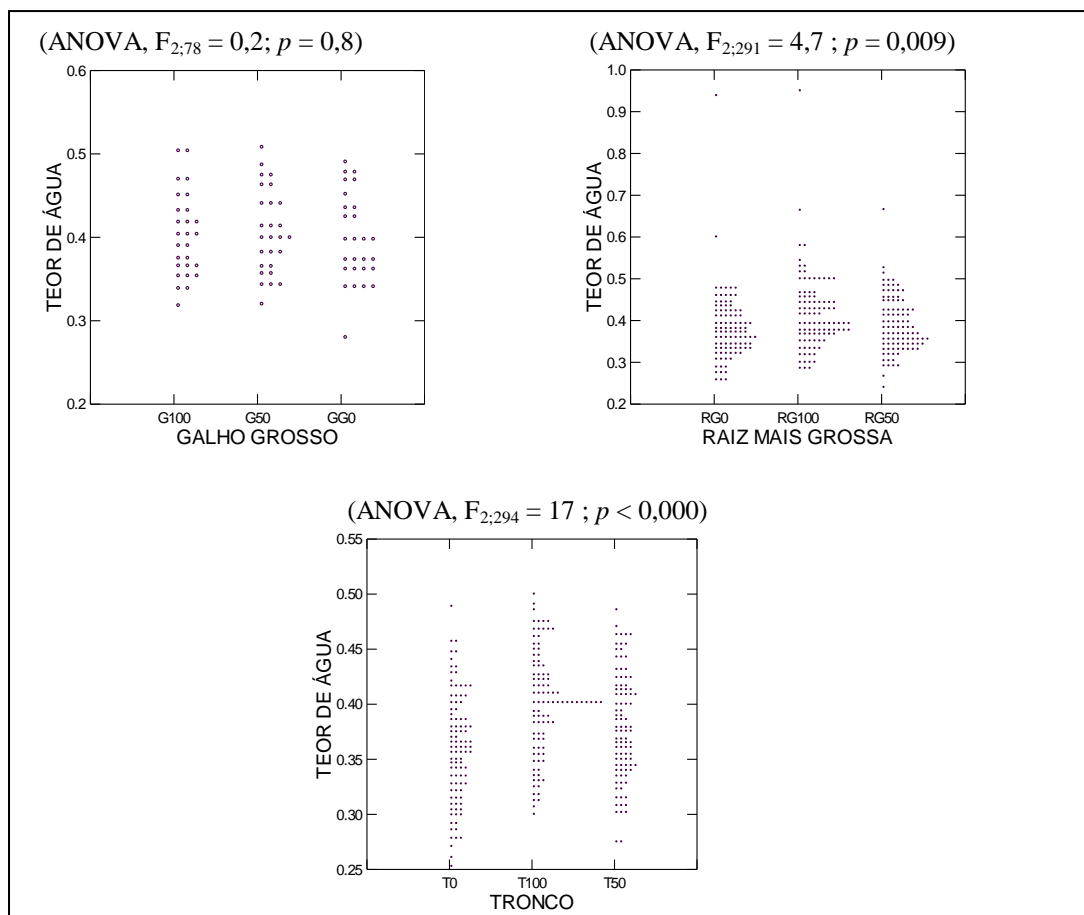 (ANOVA, F2;78 = 0,2; p = 0,8)
0.6
0.5
0.4
0.3
0.2
TEOR DE ÁGUA
G100 G50 GG0
GALHO GROSSO
(ANOVA, F2;291 = 4,7 ; p = 0,009)
1.0
0.9
0.8
0.7
0.6
0.5
0.4
0.3
0.2
TEOR DE ÁGUA
RG0 RG100 RG50
RAIZ MAIS GROSSA
(ANOVA, F2;294 = 17 ; p < 0,000)
0.55
0.50
0.45
0.40
0.35
0.30
0.25
TEOR DE ÁGUA
T0 T100 T50
TRONCO